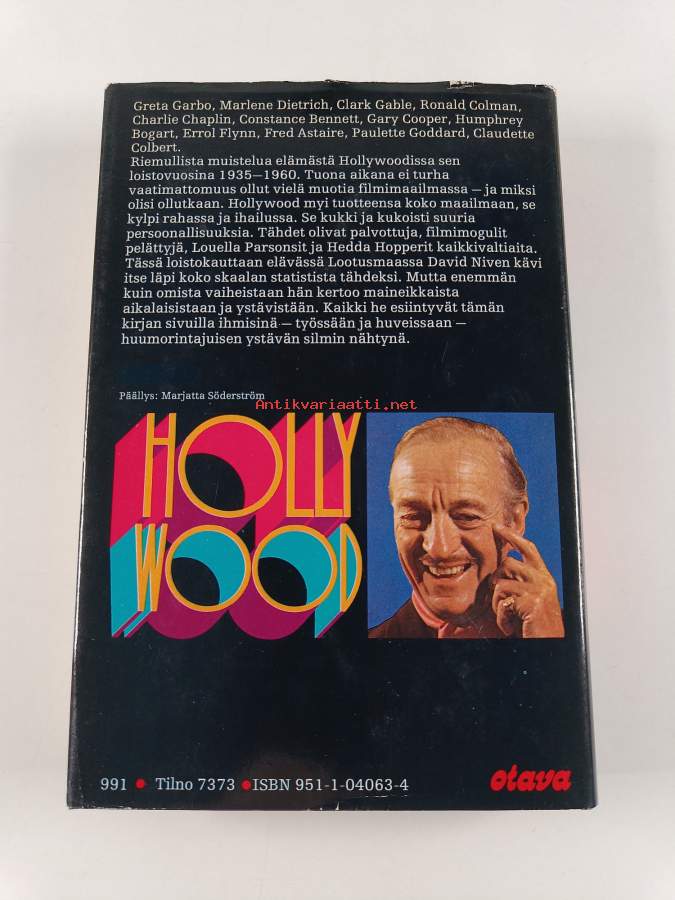 Greta Garbo, Marlene Dietrich, Clark Gable, Ronald Colman,
Charlie Chaplin, Constance Bennett, Gary Cooper, Humphrey
Bogart, Errol Flynn, Fred Astaire, Paulette Goddard, Claudette
Colbert.
Riemullista muistelua elämästä Hollywoodissa sen
loistovuosina 1935–1960. Tuona aikana ei turha
vaatimattomuus ollut vielä muotia filmimaailmassa – ja miksi
olisi ollutkaan. Hollywood myi tuotteensa koko maailmaan, se
kylpi rahassa ja ihailussa. Se kukki ja kukoisti suuria
persoonallisuuksia. Tähdet olivat palvottuja, filmimogulit
pelättyjä, Louella Parsonsit ja Hedda Hopperit kaikkivaltiaita.
Tässä loistokauttaan elävässä Lootusmaassa David Niven kävi
itse läpi koko skaalan statistista tähdeksi. Mutta enemmän
kuin omista vaiheistaan hän kertoo maineikkaista
aikalaisistaan ja ystävistään. Kaikki he esiintyvät tämän
kirjan sivuilla ihmisinä – työssään ja huveissaan –
huumorintajuisen ystävän silmin nähtynä.
Päällys: Marjatta Söderström
Antikvariaatti.net
HOLLY
WOOD
991 • Tilno 7373 • ISBN 951-1-04063-4
otava